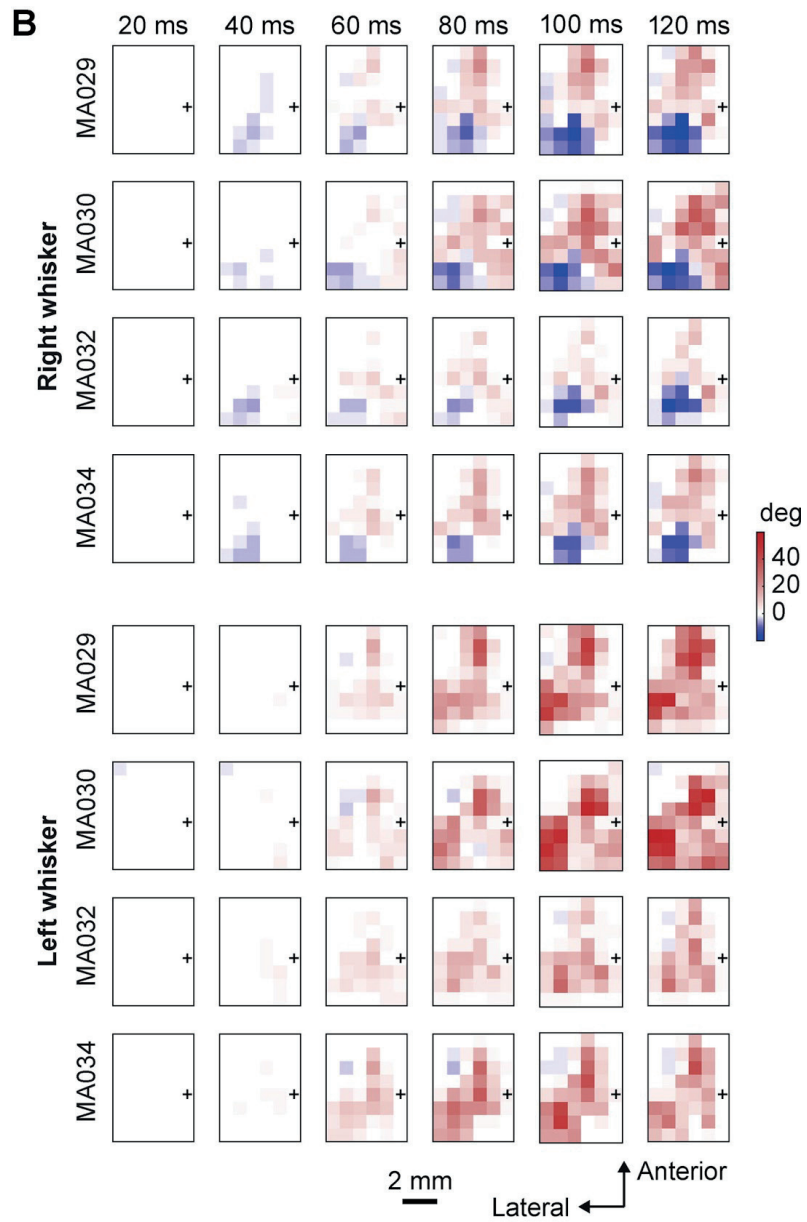 B
20 ms 40 ms 60 ms 80 ms 100 ms 120 ms
Right whisker
MA029
MA030
MA032
MA034
deg
40
20
0
Left whisker
MA029
MA030
MA032
MA034
2 mm
Anterior
Lateral